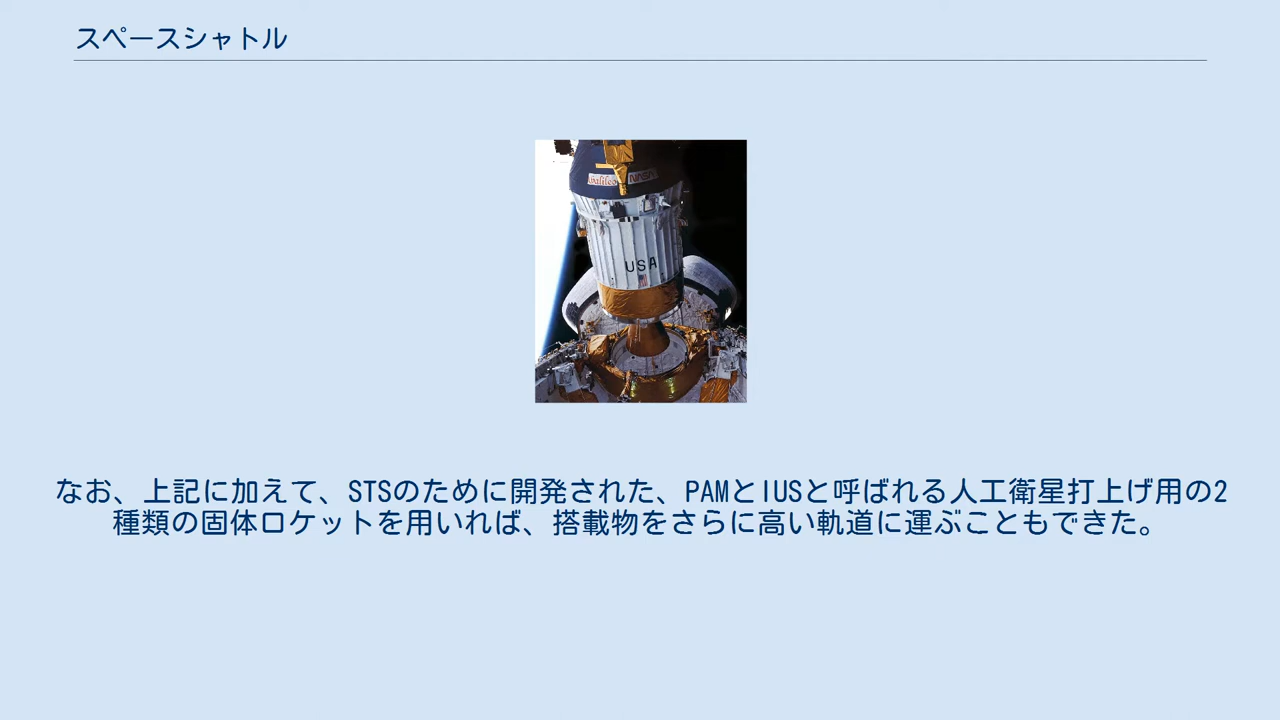 スペースシャトル
Galileo NASA
USA
なお、上記に加えて、STSのために開発された、PAMとIUSと呼ばれる人工衛星打上げ用の2
種類の固体ロケットを用いれば、搭載物をさらに高い軌道に運ぶこともできた。